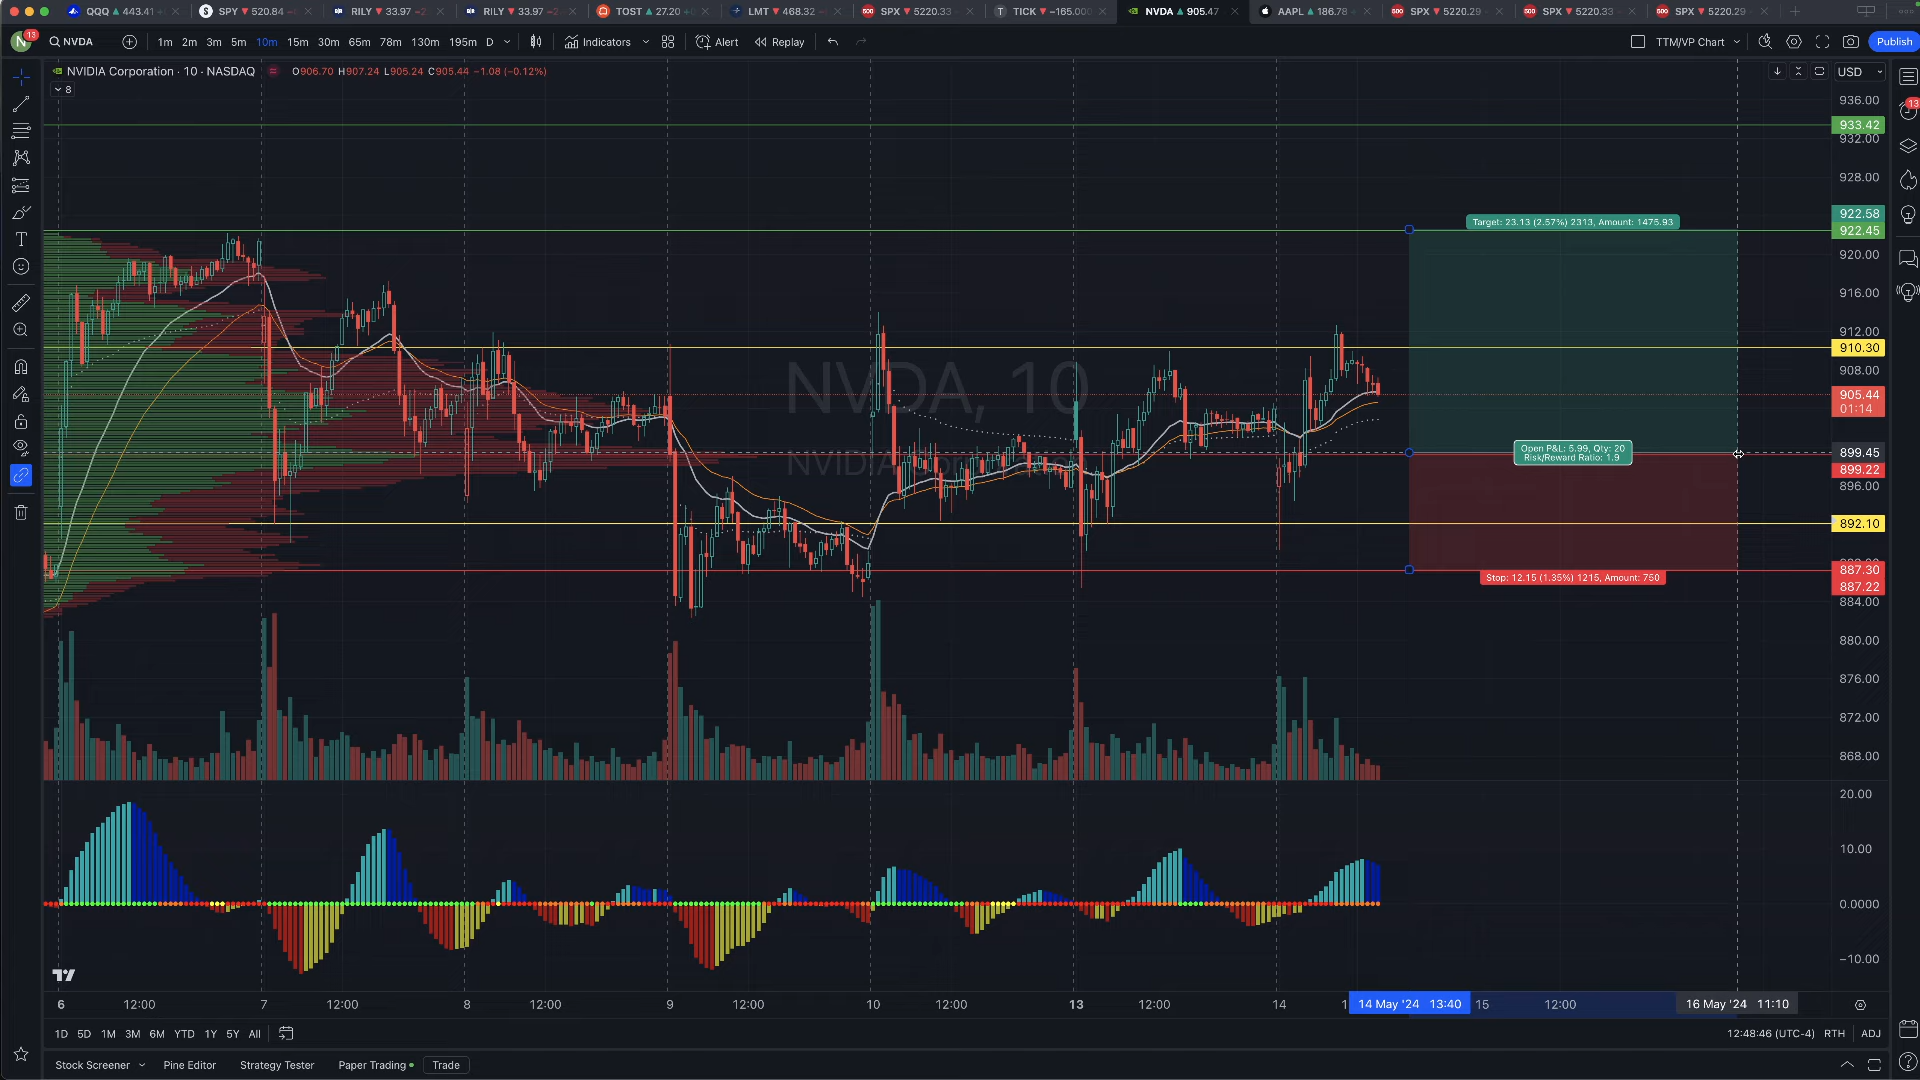 QQQ 443.41
SPY 520.84
RILY 33.97
RILY 33.97
TOST 27.20
LMT 468.32
SPX 5220.33
TICK −165.000
NVDA 905.47
AAPL 186.78
SPX 5220.29
SPX 5220.33
SPX 5220.29
N 13 NVDA 1m 2m 3m 5m 10m 15m 30m 65m 78m 130m 195m D Indicators Alert Replay TTM/VP Chart Publish
NVIDIA Corporation · 10 · NASDAQ O906.70 H907.24 L905.24 C905.44 −1.08 (−0.12%) USD
8
936.00
13
933.42
932.00
928.00
922.58
Target: 23.13 (2.57%) 2313, Amount: 1475.93
922.45
920.00
916.00
912.00
910.30
908.00
NVDA, 10
905.44
01:14
Open P&L: 5.99, Qty: 20
Risk/Reward Ratio: 1.9
899.45
899.22
896.00
892.10
887.30
Stop: 12.15 (1.35%) 1215, Amount: 750
887.22
884.00
880.00
876.00
872.00
868.00
20.00
10.00
0.0000
−10.00
6 12:00 7 12:00 8 12:00 9 12:00 10 12:00 13 12:00 14 14 May '24 13:40 15 12:00 16 May '24 11:10
1D 5D 1M 3M 6M YTD 1Y 5Y All 12:48:46 (UTC-4) RTH ADJ
Stock Screener Pine Editor Strategy Tester Paper Trading Trade